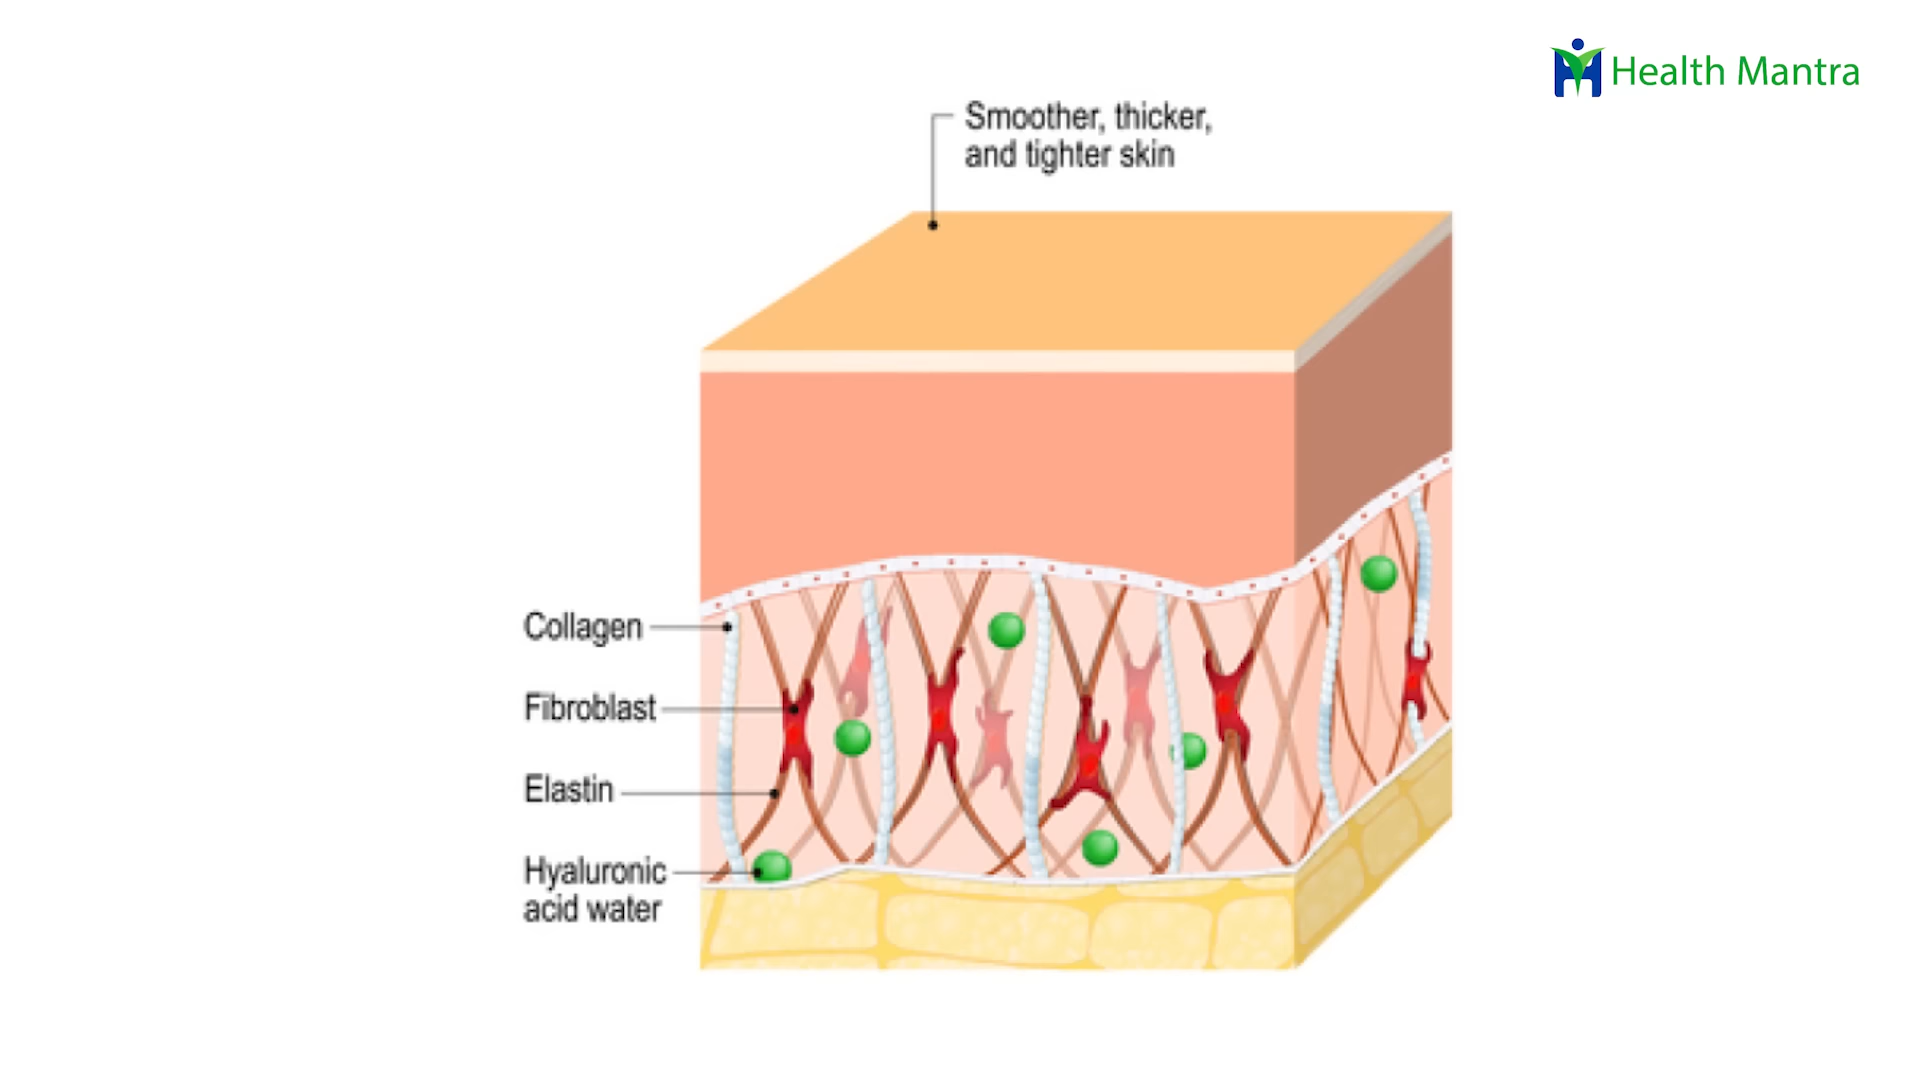 Health Mantra
Smoother, thicker,
and tighter skin
Collagen
Fibroblast
Elastin
Hyaluronic
acid water